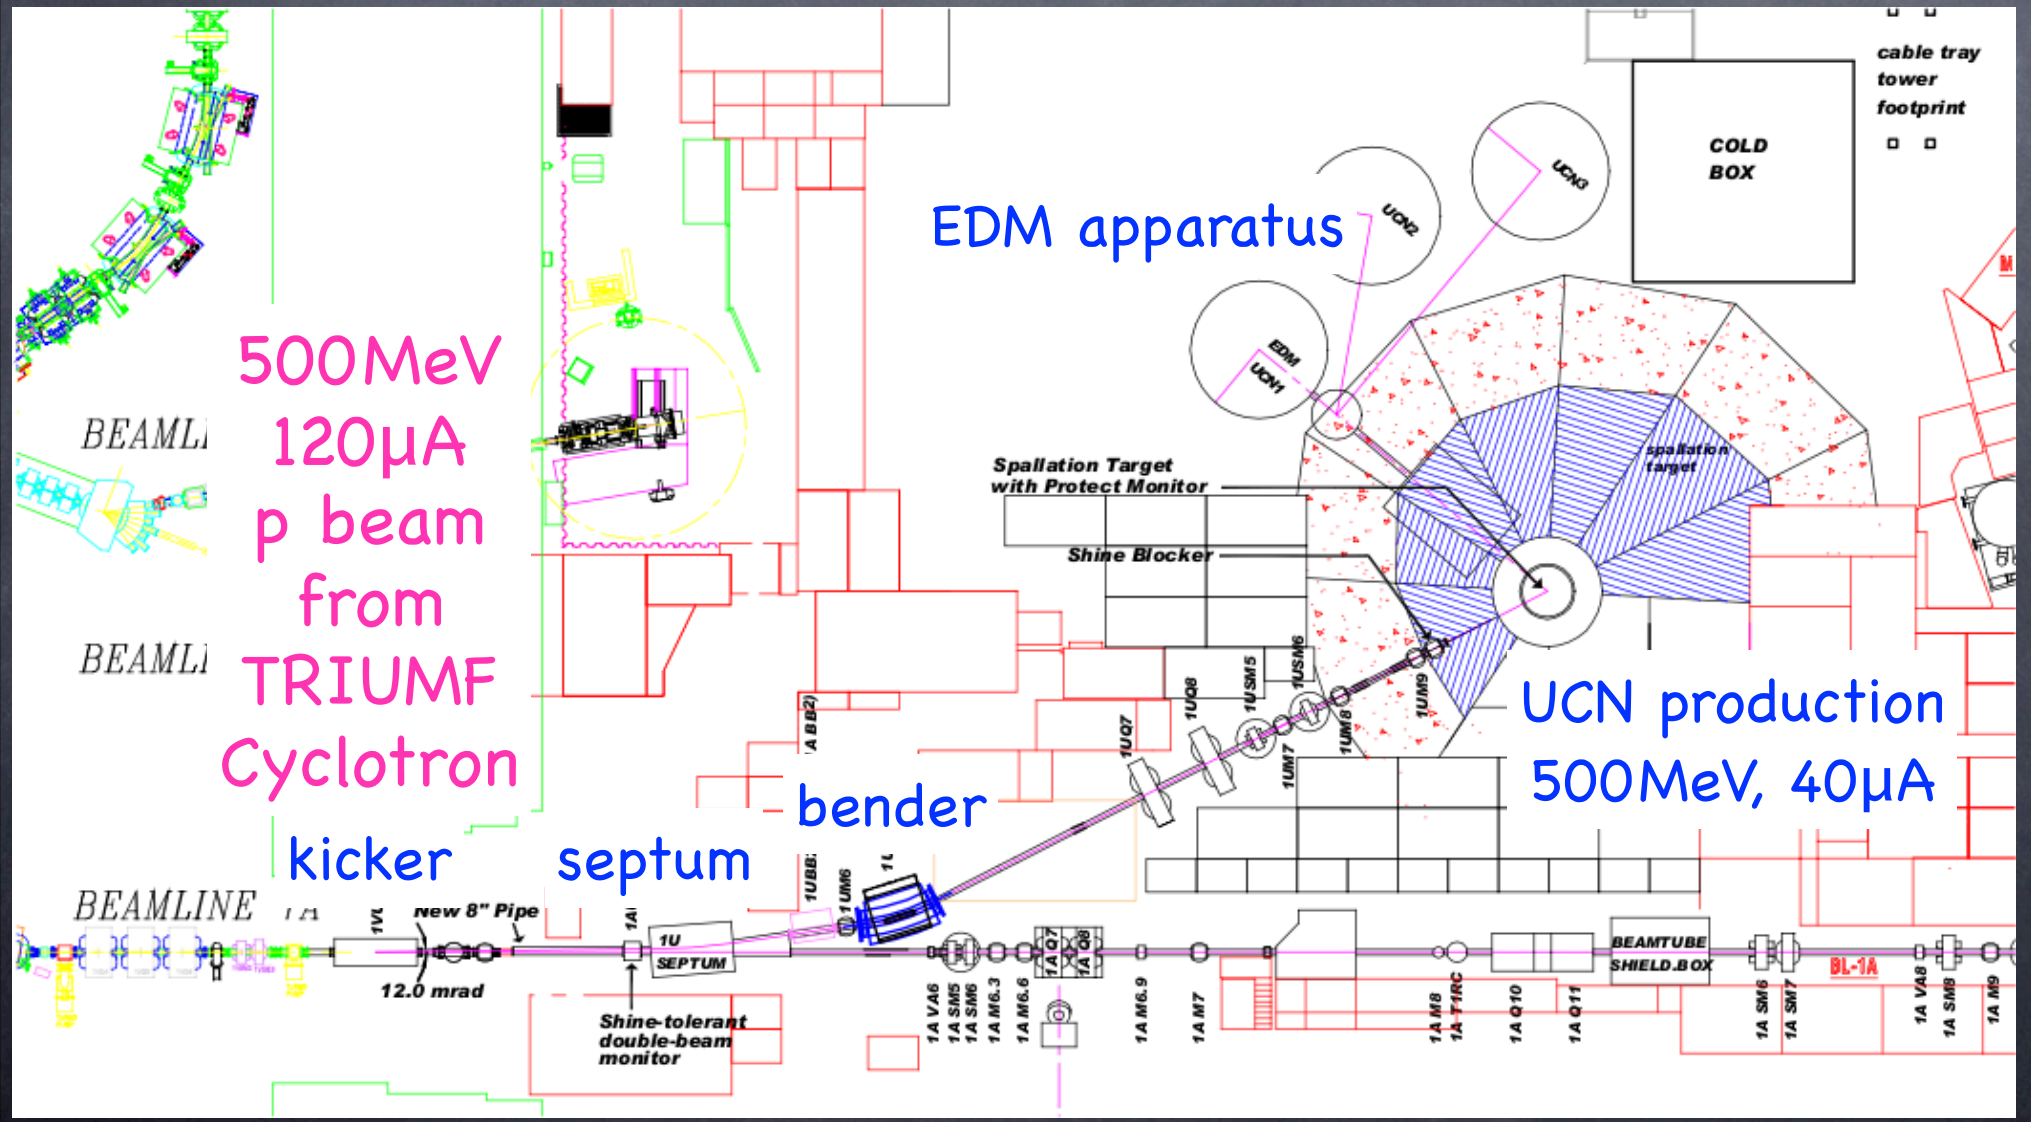 cable tray
tower
footprint
COLD
BOX
UCN3
UCN2
EDM apparatus
EDM
UCN1
500MeV
120μA
p beam
from
TRIUMF
Cyclotron
BEAMLI
BEAMLI
spallation
target
Spallation Target
with Protect Monitor
Shine Blocker
1USM6
1USM5
1UQ8
1UQ7
1UM9
1UM8
1UM7
UCN production
500MeV, 40μA
A BB2)
bender
kicker
septum
1UM6
BEAMLINE
New 8" Pipe
12.0 mrad
1U
SEPTUM
Shine-tolerant
double-beam
monitor
1A Q7
1A Q8
BEAMTUBE
SHIELD.BOX
BL-1A
1A VA6
1A SM5
1A SM6
1A M6.3
1A M6.6
1A M6.9
1A M7
1A M8
1A T1RC
1A Q10
1A Q11
1A SM6
1A SM7
1A VA8
1A SM8
1A M9